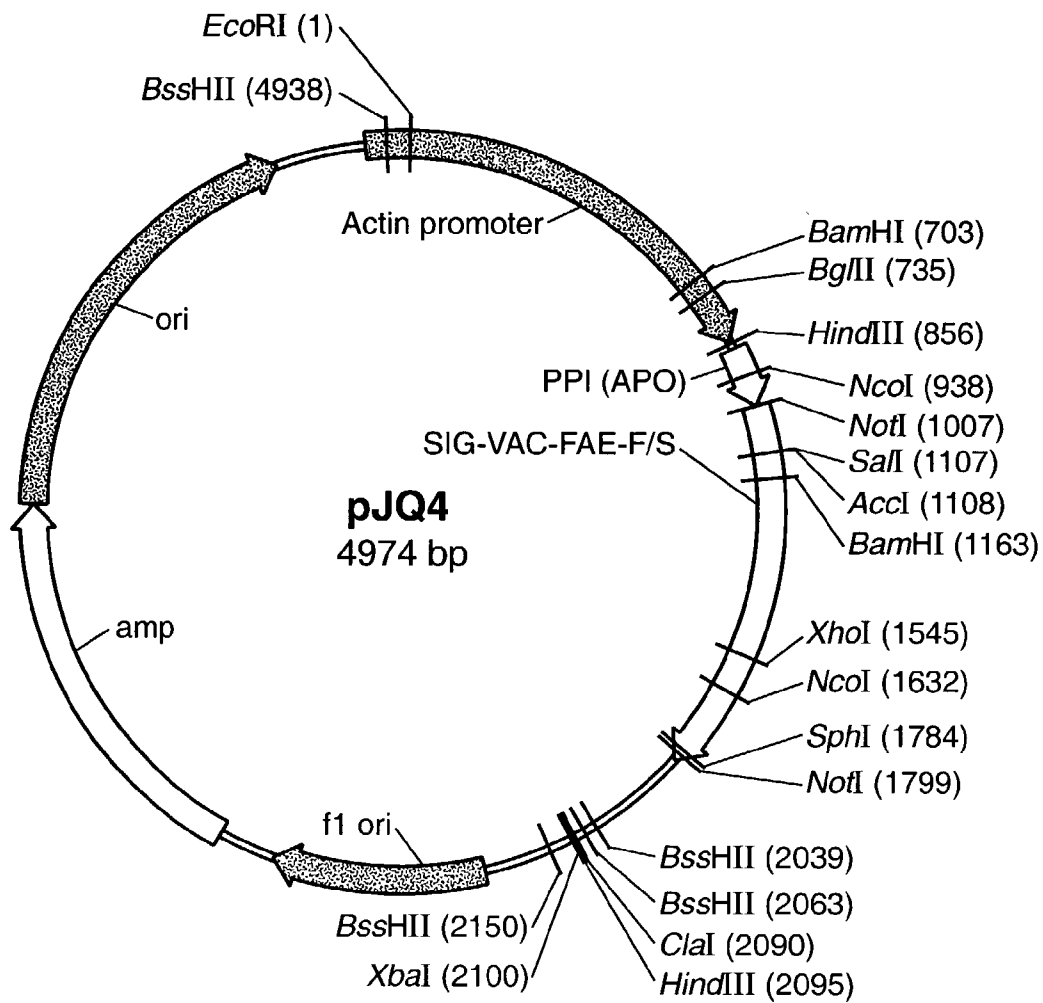 EcoRI (1)
BssHII (4938)
Actin promoter
BamHI (703)
BglII (735)
ori
HindIII (856)
PPI (APO)
NcoI (938)
NotI (1007)
SIG-VAC-FAE-F/S
SalI (1107)
AccI (1108)
pJQ4
4974 bp
BamHI (1163)
amp
XhoI (1545)
NcoI (1632)
SphI (1784)
NotI (1799)
f1 ori
BssHII (2039)
BssHII (2063)
BssHII (2150)
ClaI (2090)
XbaI (2100)
HindIII (2095)